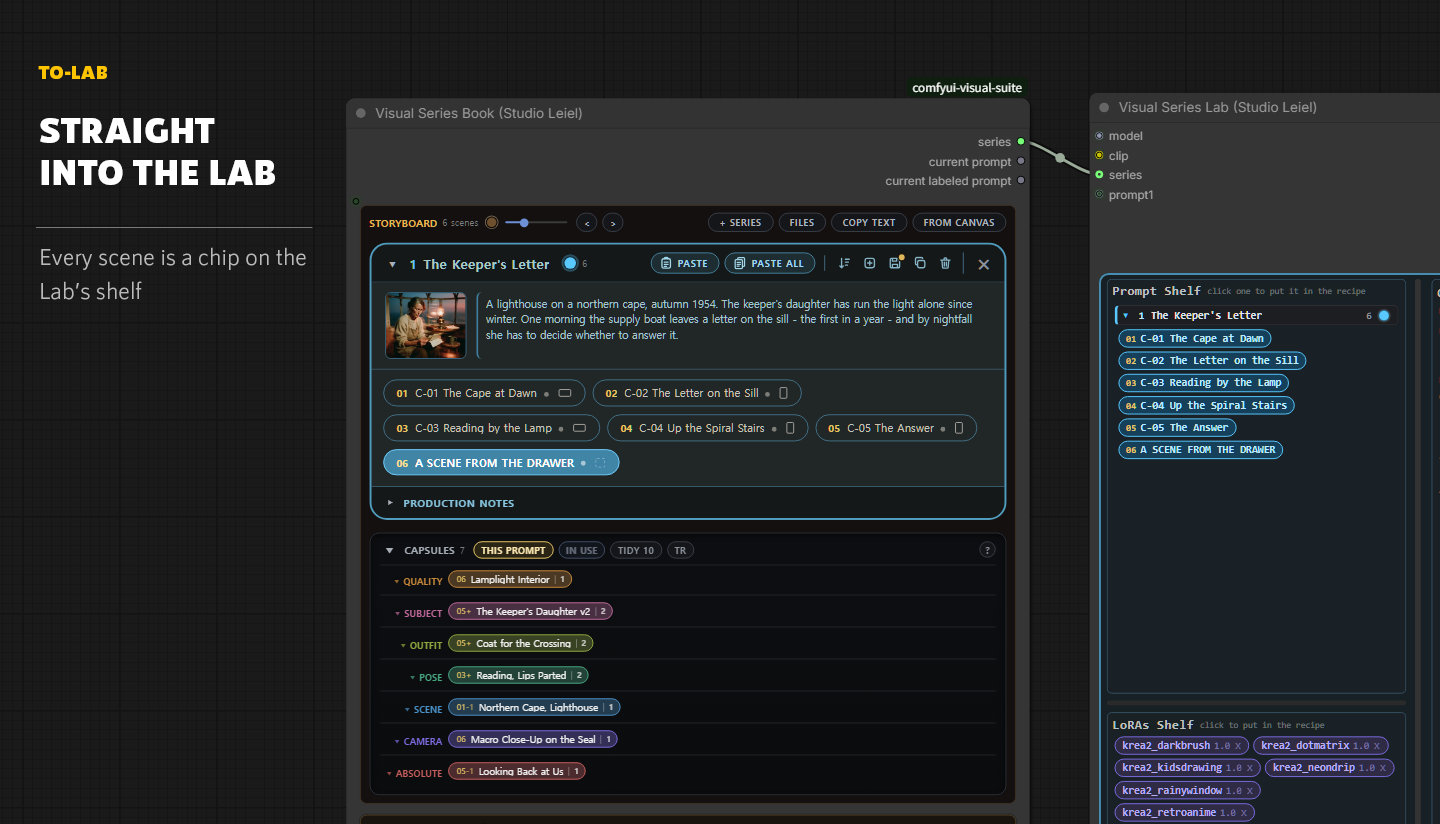 TO-LAB
STRAIGHT
INTO THE LAB
Every scene is a chip on the
Lab's shelf
comfyui-visual-suite
Visual Series Book (Studio Leiel)
series
current prompt
current labeled prompt
STORYBOARD 6 scenes < > + SERIES FILES COPY TEXT FROM CANVAS
1 The Keeper's Letter 6 PASTE PASTE ALL
A lighthouse on a northern cape, autumn 1954. The keeper's daughter has run the light alone since
winter. One morning the supply boat leaves a letter on the sill - the first in a year - and by nightfall
she has to decide whether to answer it.
01 C-01 The Cape at Dawn 02 C-02 The Letter on the Sill
03 C-03 Reading by the Lamp 04 C-04 Up the Spiral Stairs 05 C-05 The Answer
06 A SCENE FROM THE DRAWER
PRODUCTION NOTES
CAPSULES 7 THIS PROMPT IN USE TIDY 10 TR ?
QUALITY 06 Lamplight Interior | 1
SUBJECT 05+ The Keeper's Daughter v2 | 2
OUTFIT 05+ Coat for the Crossing | 2
POSE 03+ Reading, Lips Parted | 2
SCENE 01-1 Northern Cape, Lighthouse | 1
CAMERA 06 Macro Close-Up on the Seal | 1
ABSOLUTE 05-1 Looking Back at Us | 1
Visual Series Lab (Studio Leiel)
model
clip
series
prompt1
Prompt Shelf click one to put it in the recipe
1 The Keeper's Letter 6
01 C-01 The Cape at Dawn
02 C-02 The Letter on the Sill
03 C-03 Reading by the Lamp
04 C-04 Up the Spiral Stairs
05 C-05 The Answer
06 A SCENE FROM THE DRAWER
LoRAs Shelf click to put in the recipe
krea2_darkbrush 1.0 X krea2_dotmatrix 1.0 X
krea2_kidsdrawing 1.0 X krea2_neondrip 1.0 X
krea2_rainywindow 1.0 X
krea2_retroanime 1.0 X